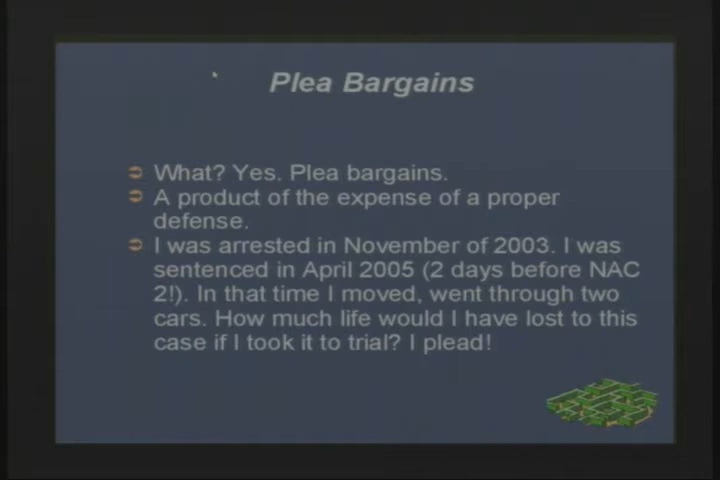 Plea Bargains
What? Yes. Plea bargains.
A product of the expense of a proper
defense.
I was arrested in November of 2003. I was
sentenced in April 2005 (2 days before NAC
2!). In that time I moved, went through two
cars. How much life would I have lost to this
case if I took it to trial? I plead!